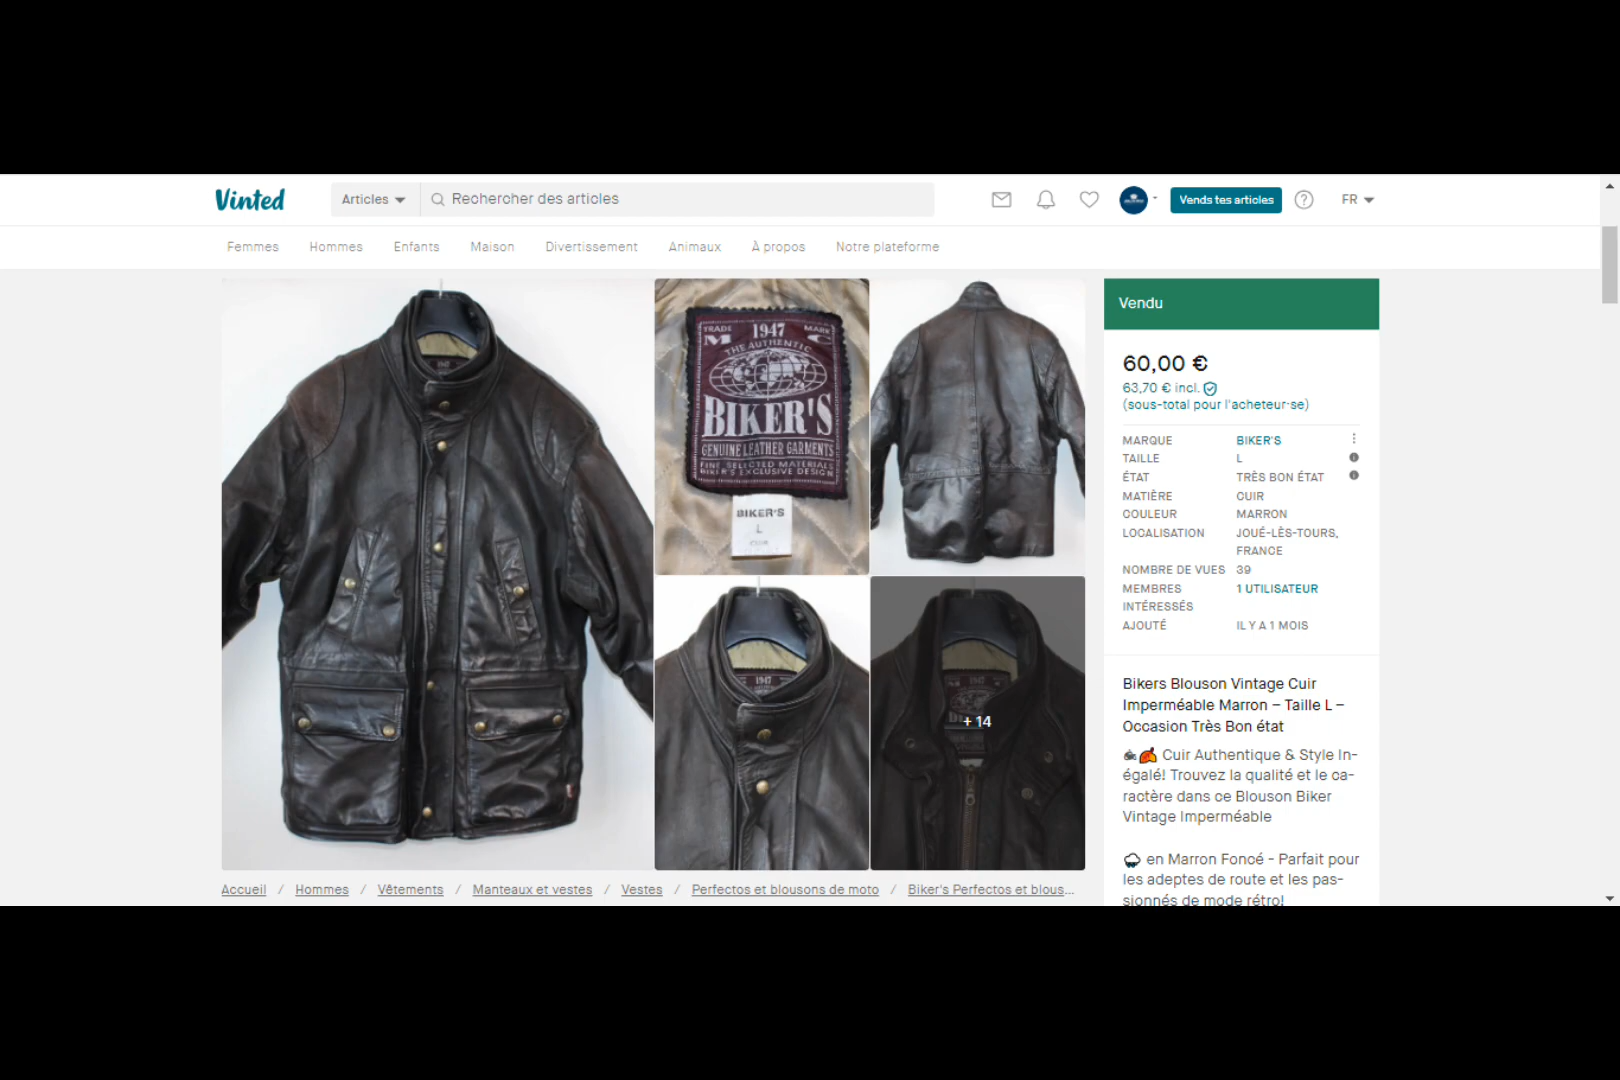 Vinted
Articles
Rechercher des articles
Vends tes articles
?
FR
Femmes
Hommes
Enfants
Maison
Divertissement
Animaux
À propos
Notre plateforme
TRADE 1947 MARK
M C
THE AUTHENTIC
BIKER'S
GENUINE LEATHER GARMENTS
FINE SELECTED MATERIALS
BIKER'S EXCLUSIVE DESIGN
BIKER'S
L
CUIR
1947
1947
+ 14
Vendu
60,00 €
63,70 € incl.
(sous-total pour l'acheteur·se)
MARQUE BIKER'S
TAILLE L
ÉTAT TRÈS BON ÉTAT
MATIÈRE CUIR
COULEUR MARRON
LOCALISATION JOUÉ-LÈS-TOURS,
FRANCE
NOMBRE DE VUES 39
MEMBRES 1 UTILISATEUR
INTÉRESSÉS
AJOUTÉ IL Y A 1 MOIS
Bikers Blouson Vintage Cuir
Imperméable Marron – Taille L –
Occasion Très Bon état
🏍️🍂 Cuir Authentique & Style In-
égalé! Trouvez la qualité et le ca-
ractère dans ce Blouson Biker
Vintage Imperméable
🌧️ en Marron Foncé - Parfait pour
les adeptes de route et les pas-
sionnés de mode rétro!
Accueil / Hommes / Vêtements / Manteaux et vestes / Vestes / Perfectos et blousons de moto / Biker's Perfectos et blous...